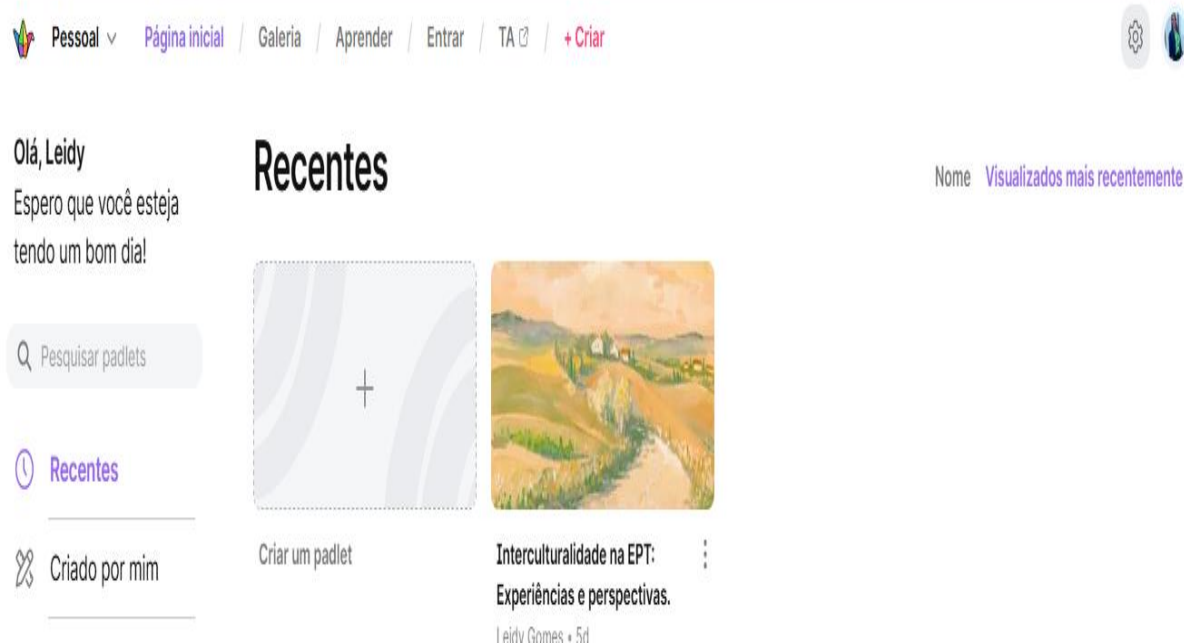 Pessoal Página inicial / Galeria / Aprender / Entrar / TA / + Criar
Olá, Leidy
Espero que você esteja
tendo um bom dia!
Pesquisar padlets
Recentes
Criado por mim
Recentes
Nome Visualizados mais recentemente
Criar um padlet
Interculturalidade na EPT:
Experiências e perspectivas.
Leidy Gomes • 5d